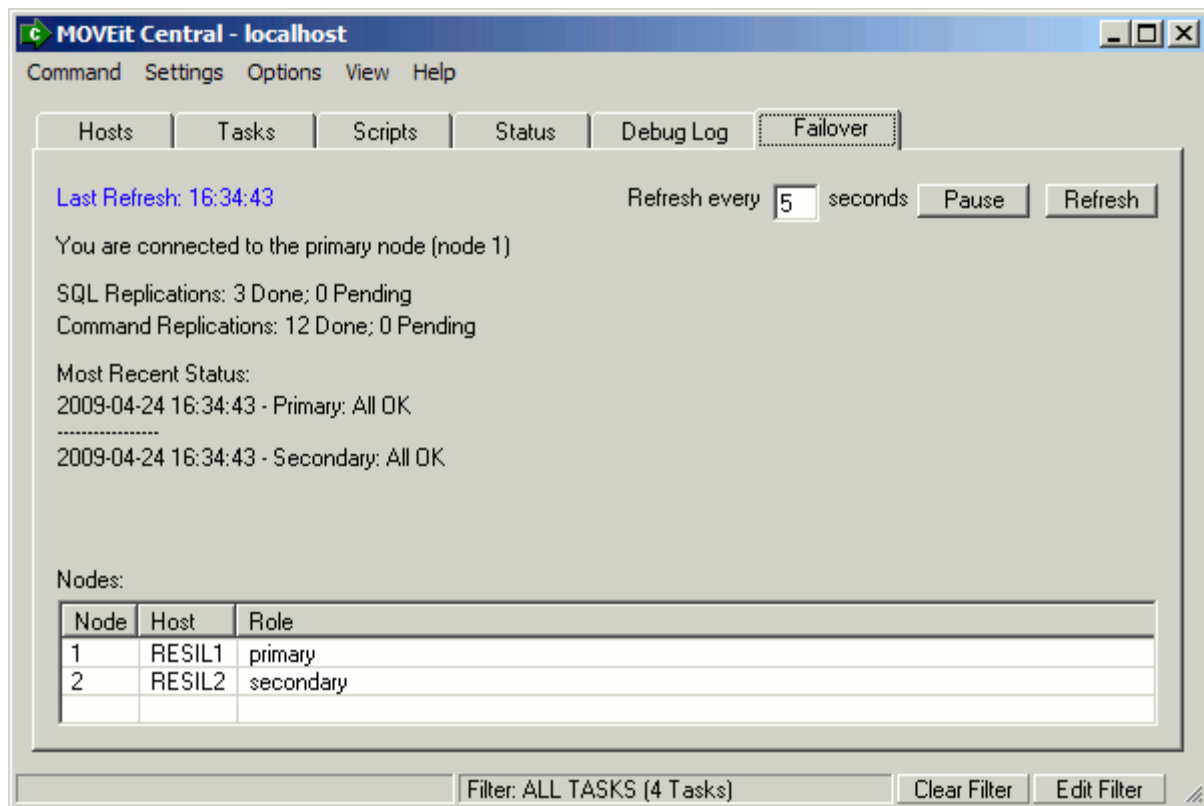 MOVEit Central - localhost
Command Settings Options View Help
Hosts Tasks Scripts Status Debug Log Failover
Last Refresh: 16:34:43 Refresh every 5 seconds Pause Refresh
You are connected to the primary node (node 1)
SQL Replications: 3 Done; 0 Pending
Command Replications: 12 Done; 0 Pending
Most Recent Status:
2009-04-24 16:34:43 - Primary: All OK
----------------
2009-04-24 16:34:43 - Secondary: All OK
Nodes:
Node Host Role
1 RESIL1 primary
2 RESIL2 secondary
Filter: ALL TASKS (4 Tasks) Clear Filter Edit Filter